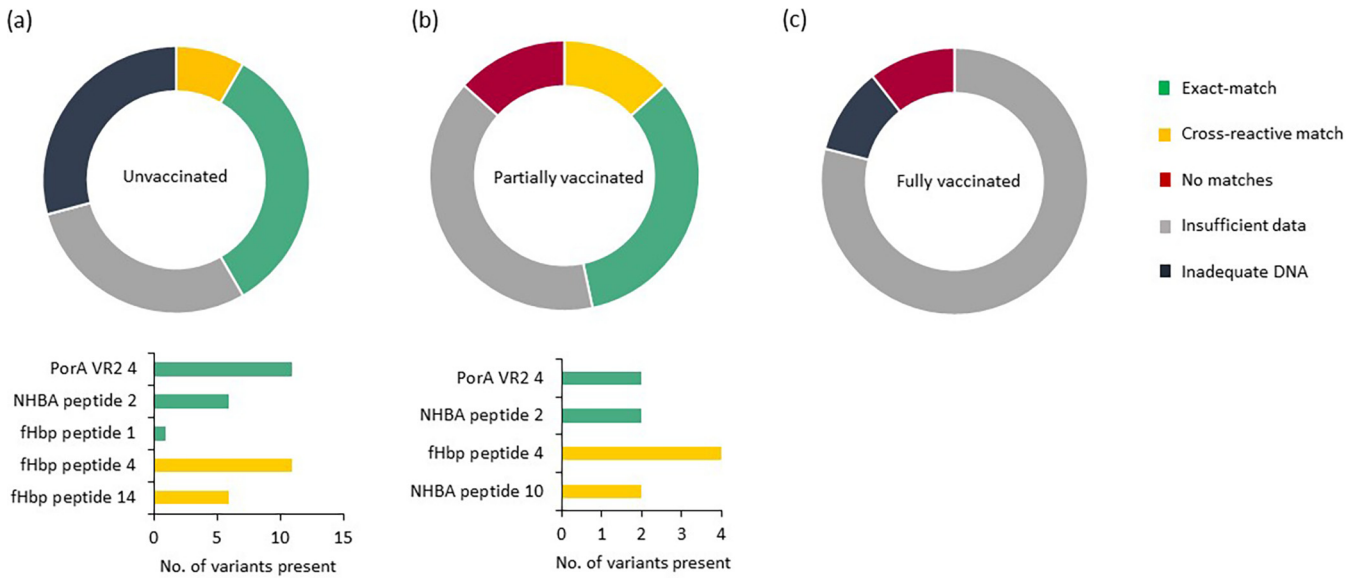 (a)
Unvaccinated
(b)
Partially vaccinated
(c)
Fully vaccinated
Exact-match
Cross-reactive match
No matches
Insufficient data
Inadequate DNA
PorA VR2 4
NHBA peptide 2
fHbp peptide 1
fHbp peptide 4
fHbp peptide 14
0 5 10 15
No. of variants present
PorA VR2 4
NHBA peptide 2
fHbp peptide 4
NHBA peptide 10
0 1 2 3 4
No. of variants present